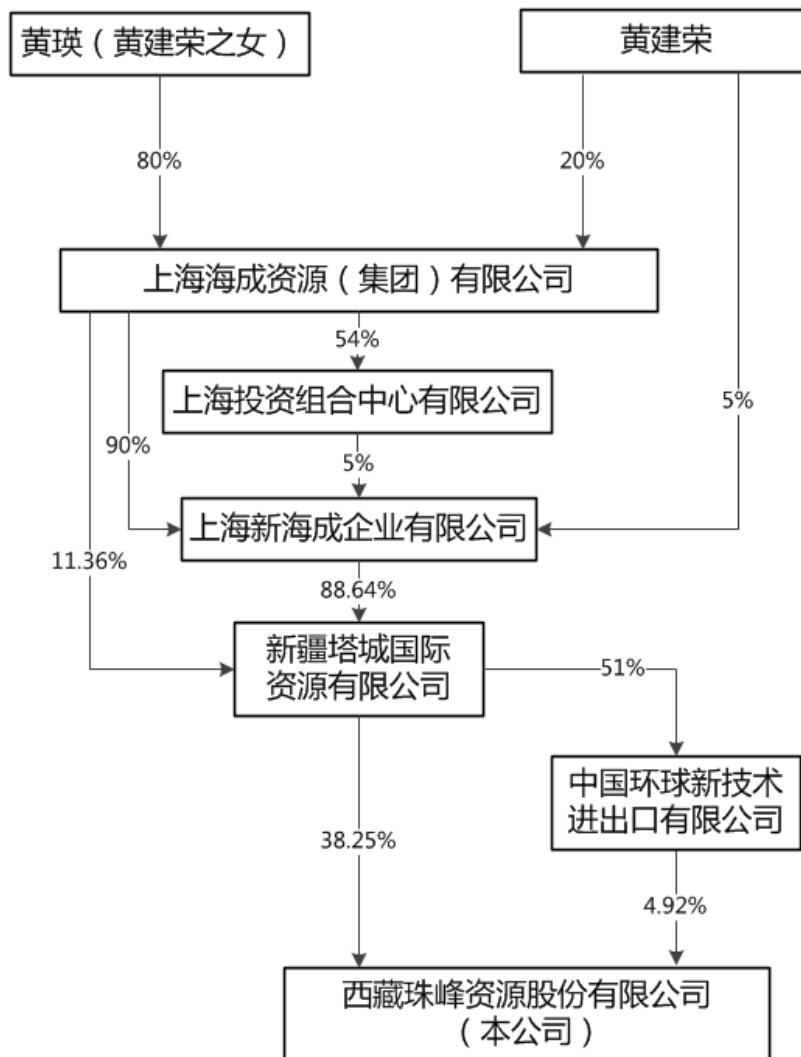 黄瑛（黄建荣之女）
黄建荣
80%
20%
上海海成资源（集团）有限公司
54%
上海投资组合中心有限公司
5%
90%
5%
上海新海成企业有限公司
11.36%
88.64%
新疆塔城国际
资源有限公司
51%
中国环球新技术
进出口有限公司
38.25%
4.92%
西藏珠峰资源股份有限公司
（本公司）